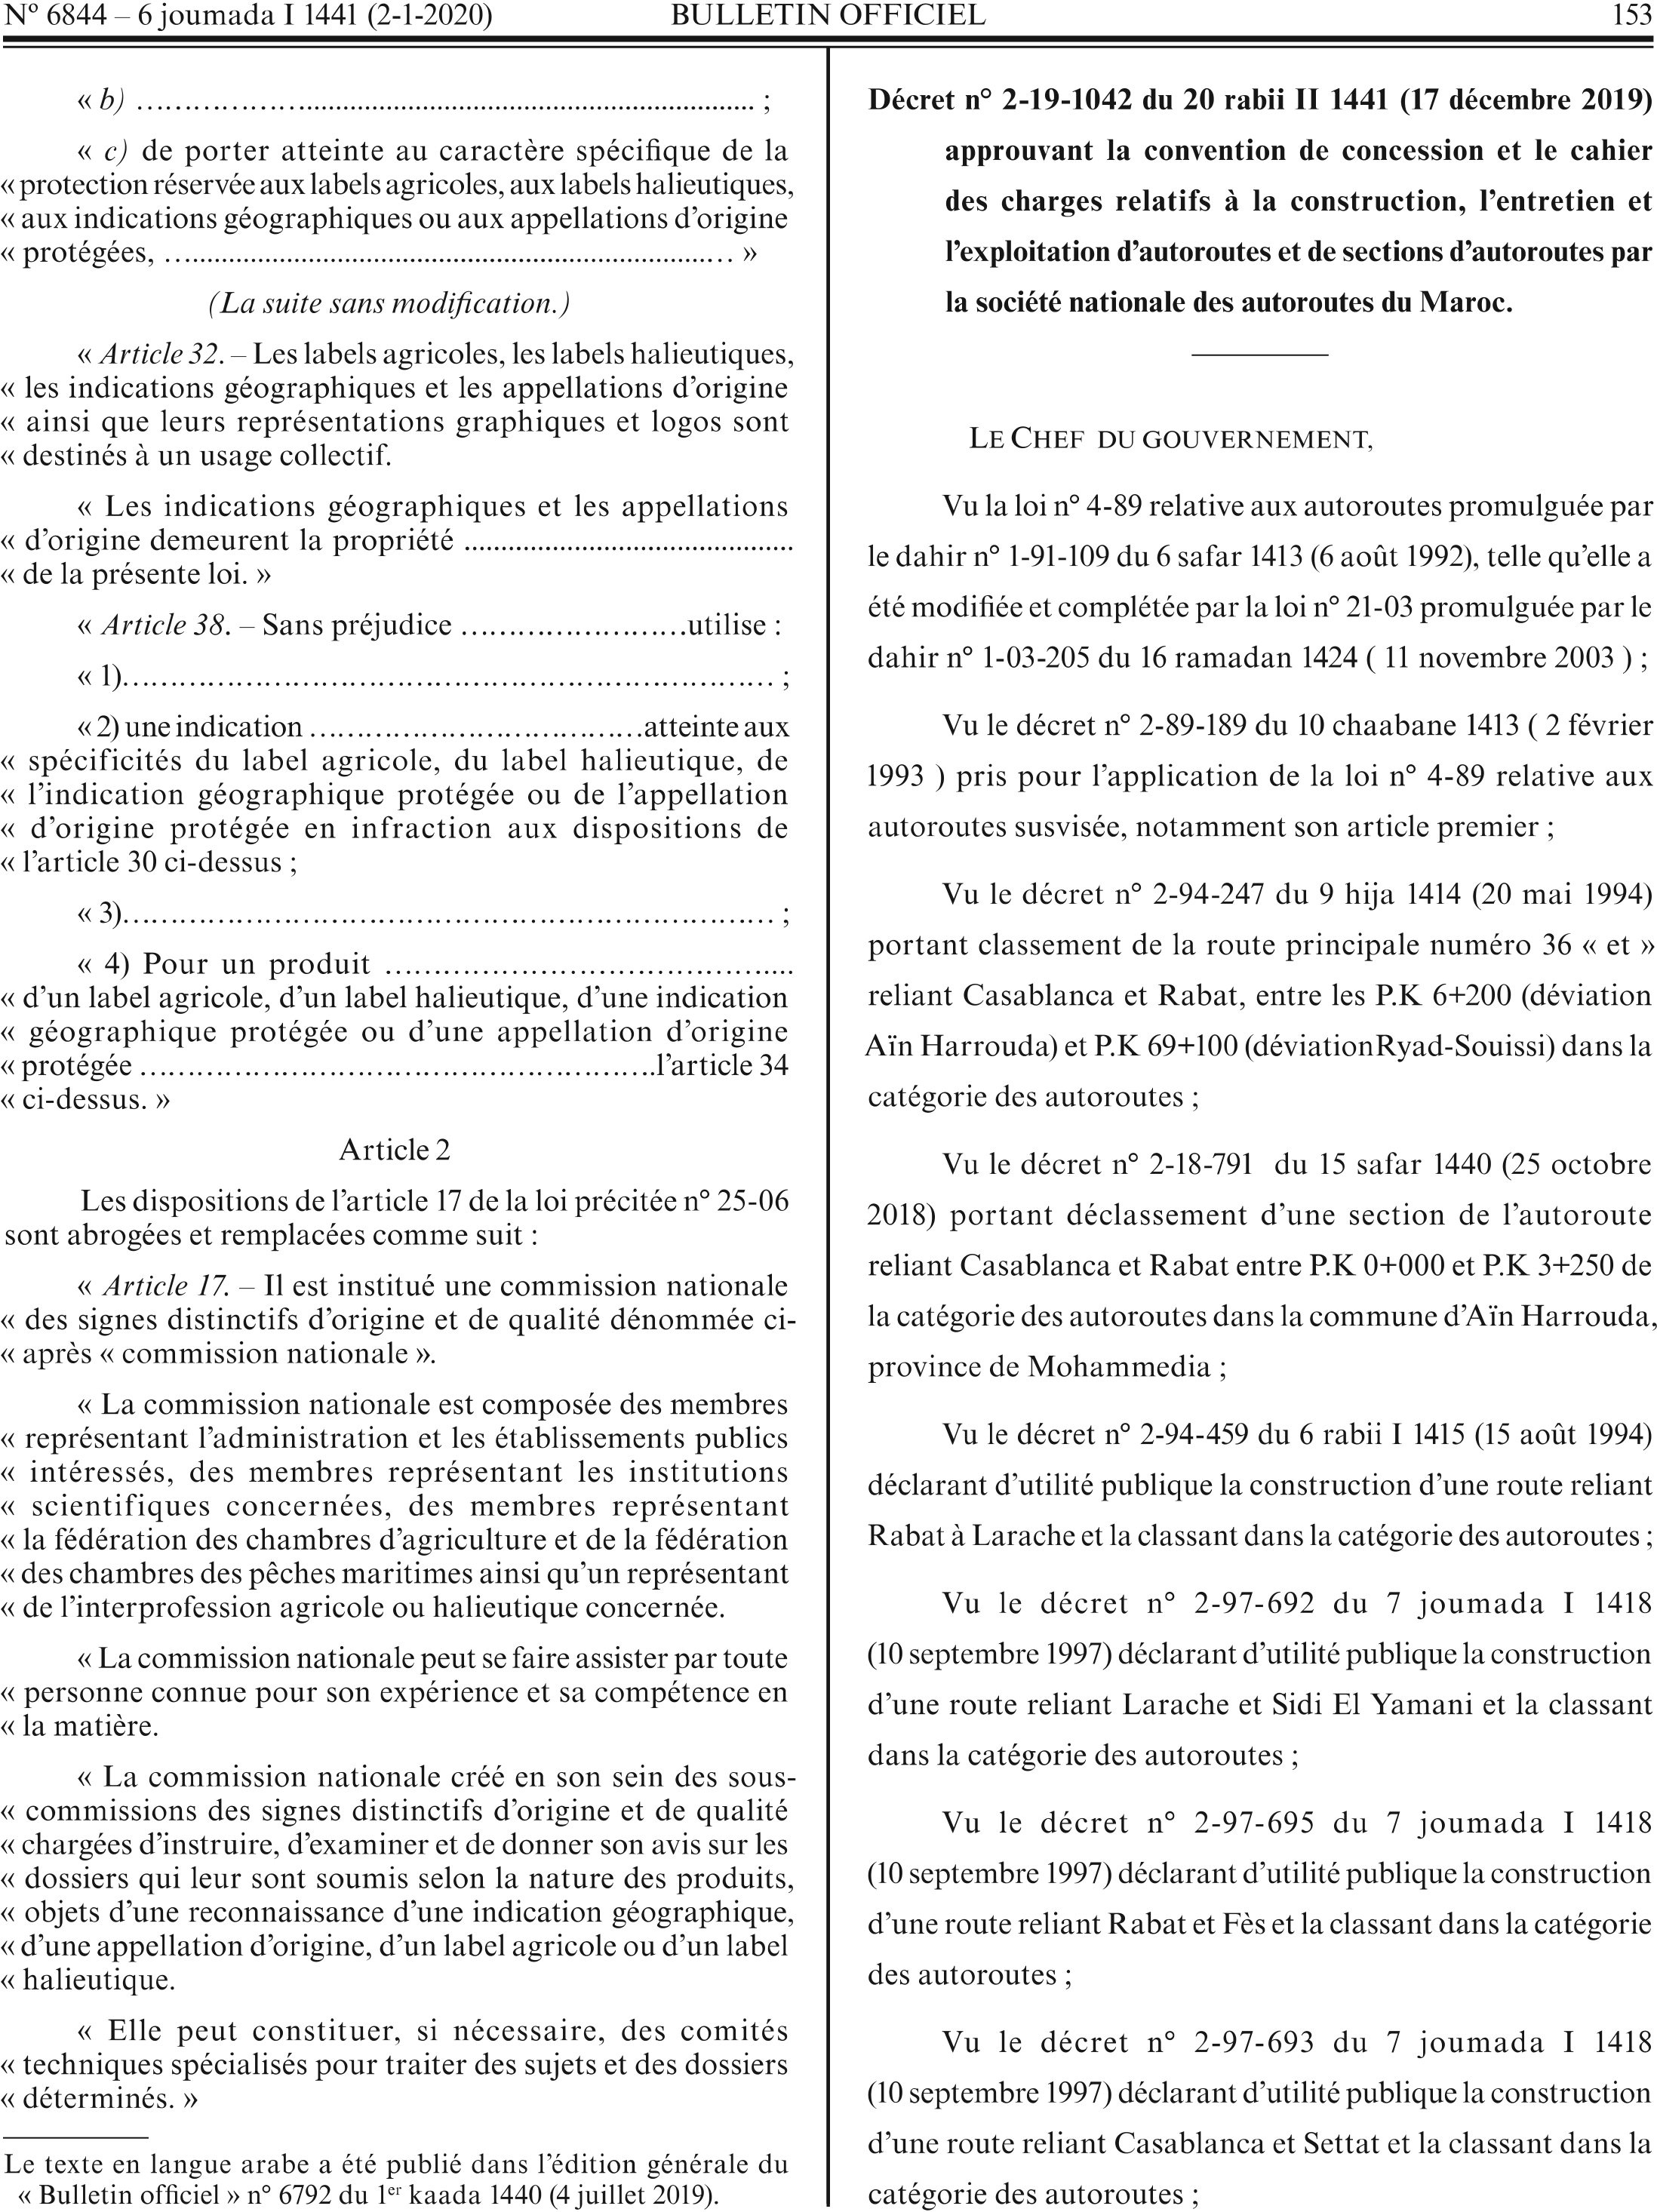 Nº 6844 – 6 joumada I 1441 (2-1-2020) BULLETIN OFFICIEL 153
« b) ........................................................................... ;
« c) de porter atteinte au caractère spécifique de la
« protection réservée aux labels agricoles, aux labels halieutiques,
« aux indications géographiques ou aux appellations d’origine
« protégées, ........................................................................... »
(La suite sans modification.)
« Article 32. – Les labels agricoles, les labels halieutiques,
« les indications géographiques et les appellations d’origine
« ainsi que leurs représentations graphiques et logos sont
« destinés à un usage collectif.
« Les indications géographiques et les appellations
« d’origine demeurent la propriété .............................................
« de la présente loi. »
« Article 38. – Sans préjudice ……………………utilise :
« 1)……………………………………………………………… ;
« 2) une indication ………………………………atteinte aux
« spécificités du label agricole, du label halieutique, de
« l’indication géographique protégée ou de l’appellation
« d’origine protégée en infraction aux dispositions de
« l’article 30 ci-dessus ;
« 3)……………………………………………………………… ;
« 4) Pour un produit …………………………………....
« d’un label agricole, d’un label halieutique, d’une indication
« géographique protégée ou d’une appellation d’origine
« protégée ……………………………………………….l’article 34
« ci-dessus. »
Article 2
Les dispositions de l’article 17 de la loi précitée n° 25-06
sont abrogées et remplacées comme suit :
« Article 17. – Il est institué une commission nationale
« des signes distinctifs d’origine et de qualité dénommée ci-
« après « commission nationale ».
« La commission nationale est composée des membres
« représentant l’administration et les établissements publics
« intéressés, des membres représentant les institutions
« scientifiques concernées, des membres représentant
« la fédération des chambres d’agriculture et de la fédération
« des chambres des pêches maritimes ainsi qu’un représentant
« de l’interprofession agricole ou halieutique concernée.
« La commission nationale peut se faire assister par toute
« personne connue pour son expérience et sa compétence en
« la matière.
« La commission nationale créé en son sein des sous-
« commissions des signes distinctifs d’origine et de qualité
« chargées d’instruire, d’examiner et de donner son avis sur les
« dossiers qui leur sont soumis selon la nature des produits,
« objets d’une reconnaissance d’une indication géographique,
« d’une appellation d’origine, d’un label agricole ou d’un label
« halieutique.
« Elle peut constituer, si nécessaire, des comités
« techniques spécialisés pour traiter des sujets et des dossiers
« déterminés. »
Le texte en langue arabe a été publié dans l’édition générale du
« Bulletin officiel » n° 6792 du 1er kaada 1440 (4 juillet 2019).
Décret n° 2-19-1042 du 20 rabii II 1441 (17 décembre 2019)
approuvant la convention de concession et le cahier
des charges relatifs à la construction, l’entretien et
l’exploitation d’autoroutes et de sections d’autoroutes par
la société nationale des autoroutes du Maroc.
LE CHEF DU GOUVERNEMENT,
Vu la loi n° 4-89 relative aux autoroutes promulguée par
le dahir n° 1-91-109 du 6 safar 1413 (6 août 1992), telle qu’elle a
été modifiée et complétée par la loi n° 21-03 promulguée par le
dahir n° 1-03-205 du 16 ramadan 1424 ( 11 novembre 2003 ) ;
Vu le décret n° 2-89-189 du 10 chaabane 1413 ( 2 février
1993 ) pris pour l’application de la loi n° 4-89 relative aux
autoroutes susvisée, notamment son article premier ;
Vu le décret n° 2-94-247 du 9 hija 1414 (20 mai 1994)
portant classement de la route principale numéro 36 « et »
reliant Casablanca et Rabat, entre les P.K 6+200 (déviation
Aïn Harrouda) et P.K 69+100 (déviation Ryad-Souissi) dans la
catégorie des autoroutes ;
Vu le décret n° 2-18-791 du 15 safar 1440 (25 octobre
2018) portant déclassement d’une section de l’autoroute
reliant Casablanca et Rabat entre P.K 0+000 et P.K 3+250 de
la catégorie des autoroutes dans la commune d’Aïn Harrouda,
province de Mohammedia ;
Vu le décret n° 2-94-459 du 6 rabii I 1415 (15 août 1994)
déclarant d’utilité publique la construction d’une route reliant
Rabat à Larache et la classant dans la catégorie des autoroutes ;
Vu le décret n° 2-97-692 du 7 joumada I 1418
(10 septembre 1997) déclarant d’utilité publique la construction
d’une route reliant Larache et Sidi El Yamani et la classant
dans la catégorie des autoroutes ;
Vu le décret n° 2-97-695 du 7 joumada I 1418
(10 septembre 1997) déclarant d’utilité publique la construction
d’une route reliant Rabat et Fès et la classant dans la catégorie
des autoroutes ;
Vu le décret n° 2-97-693 du 7 joumada I 1418
(10 septembre 1997) déclarant d’utilité publique la construction
d’une route reliant Casablanca et Settat et la classant dans la
catégorie des autoroutes ;